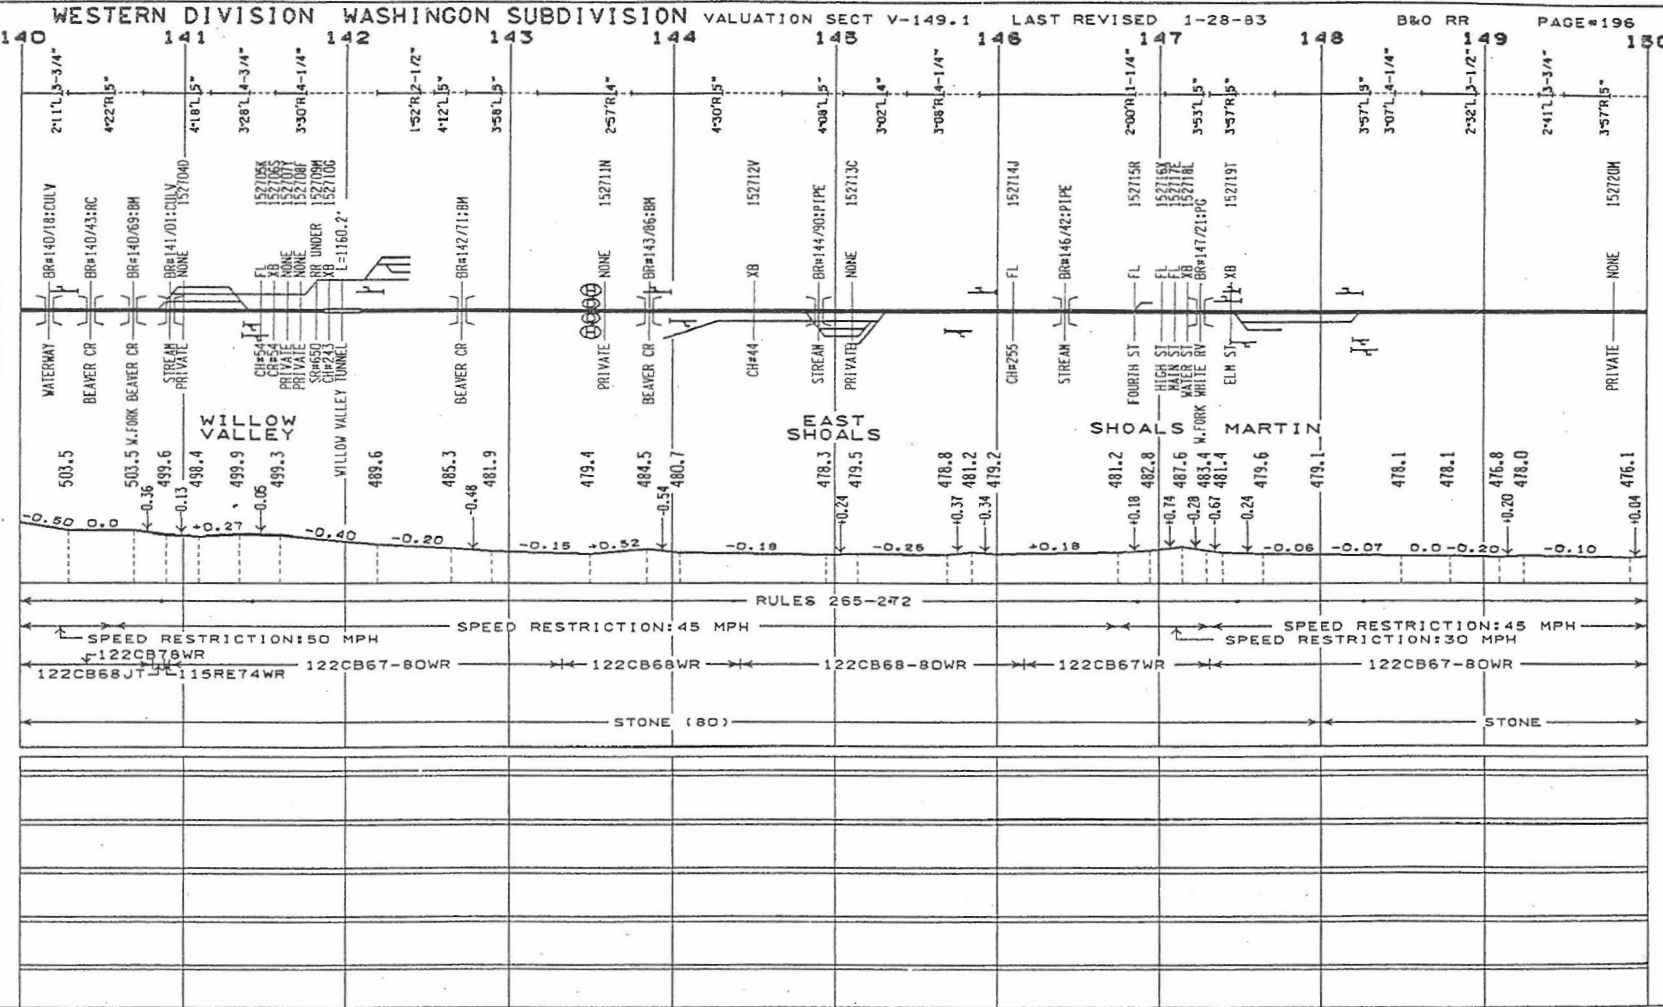 WESTERN DIVISION WASHINGON SUBDIVISION VALUATION SECT V-149.1 LAST REVISED 1-28-83 B&O RR PAGE#196
140 141 142 143 144 145 146 147 148 149 150
2°11'L 3-3/4" 4°22'R 5" 4°18'L 5" 3°28'L 4-3/4" 3°30'R 4-1/4" 1°52'R 2-1/2" 4°12'L 5" 3°58'L 5" 2°57'R 4" 4°30'R 5" 4°08'L 5" 3°02'L 4" 3°08'R 4-1/4" 2°00'R 1-1/4" 3°53'L 5" 3°57'R 5" 3°57'L 5" 3°07'L 4-1/4" 2°32'L 3-1/2" 2°41'L 3-3/4" 3°57'R 5"
152704D 152705K 152706S 152707Y 152708F 152709M 152710G 152711N 152712V 152713C 152714J 152715R 152716X 152717E 152718L 152719T 152720M
BR#140/18:CULV BR#140/43:RC BR#140/69:BM BR#141/01:CULV NONE FL XB NONE NONE RR UNDER XB L=1160.2' BR#142/71:BM NONE BR#143/86:BM XB BR#144/90:PIPE NONE FL BR#146/42:PIPE FL FL FL XB BR#147/21:PG XB NONE
WATERWAY BEAVER CR W.FORK BEAVER CR STREAM PRIVATE CH#54 CR#54 PRIVATE PRIVATE SR#650 CH#243 WILLOW VALLEY TUNNEL BEAVER CR PRIVATE BEAVER CR CH#44 STREAM PRIVATE CH#255 STREAM FOURTH ST HIGH ST MAIN ST WATER ST W.FORK WHITE RV ELM ST PRIVATE
WILLOW VALLEY
EAST SHOALS
SHOALS MARTIN
503.5 503.5 499.6 498.4 499.9 499.3 489.6 485.3 481.9 479.4 484.5 480.7 478.3 479.5 478.8 481.2 479.2 481.2 482.8 487.6 483.4 481.4 479.6 479.1 478.1 478.1 476.8 478.0 476.1
-0.36 -0.13 -0.05 -0.48 -0.54 +0.24 +0.37 -0.34 +0.18 +0.74 -0.28 -0.67 -0.24 +0.20 +0.04
-0.50 0.0 +0.27 -0.40 -0.20 -0.15 +0.52 -0.19 -0.26 +0.18 -0.06 -0.07 0.0 -0.20 -0.10
RULES 265-272
SPEED RESTRICTION:45 MPH SPEED RESTRICTION:45 MPH
SPEED RESTRICTION:50 MPH SPEED RESTRICTION:30 MPH
122CB78WR
122CB67-80WR 122CB68WR 122CB68-80WR 122CB67WR 122CB67-80WR
122CB68JT 115RE74WR
STONE (80) STONE